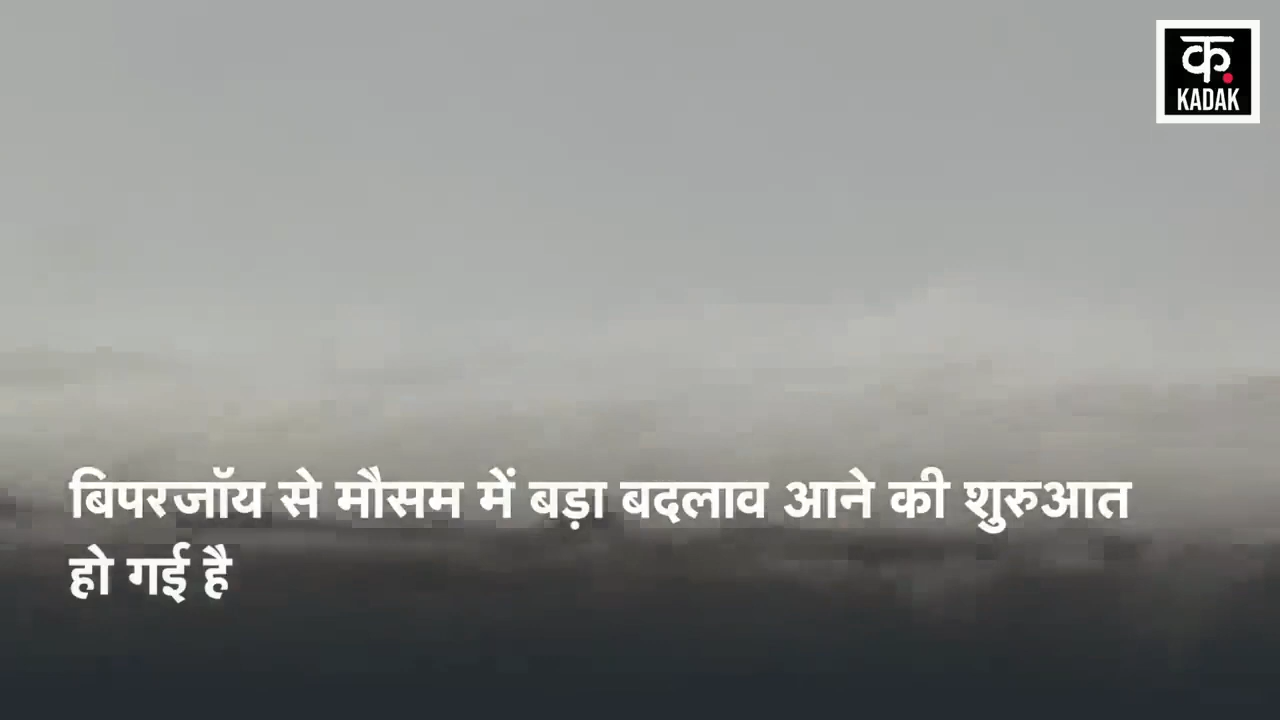 क.
KADAK
बिपरजॉय से मौसम में बड़ा बदलाव आने की शुरुआत
हो गई है